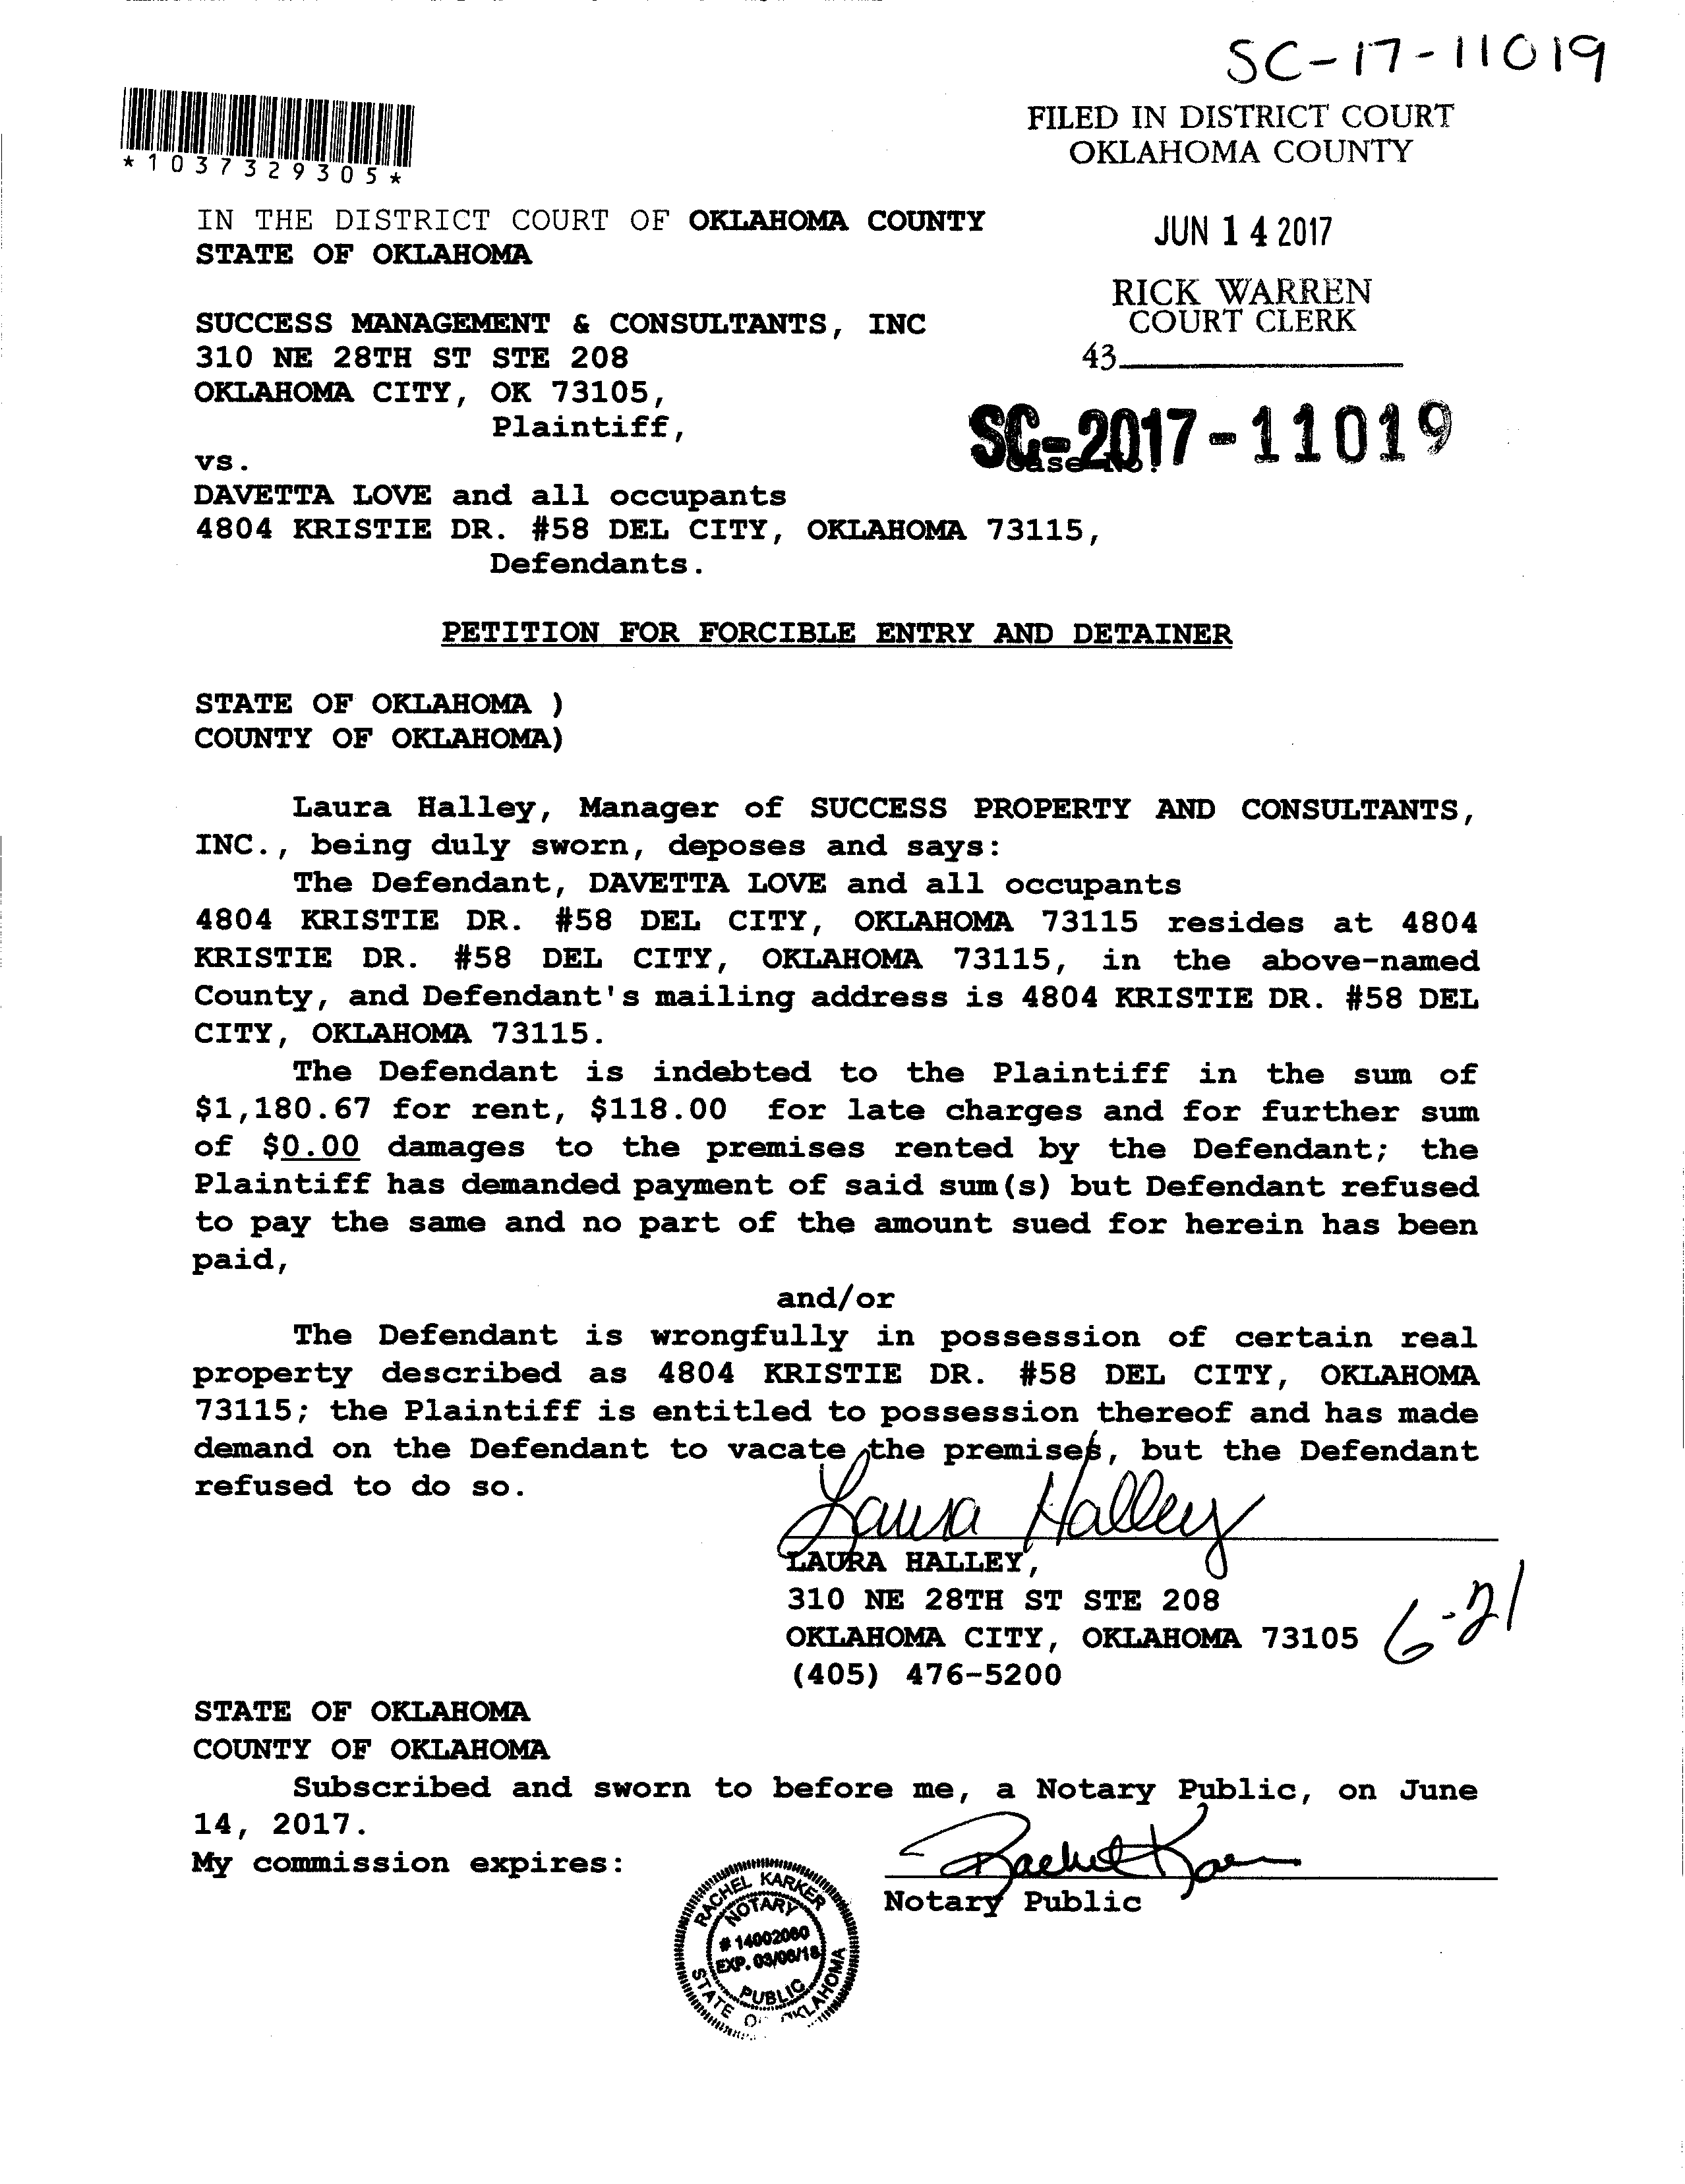 SC-17-11019
*1037329305*
FILED IN DISTRICT COURT
OKLAHOMA COUNTY
IN THE DISTRICT COURT OF OKLAHOMA COUNTY
STATE OF OKLAHOMA
JUN 14 2017
RICK WARREN
COURT CLERK
43
SUCCESS MANAGEMENT & CONSULTANTS, INC
310 NE 28TH ST STE 208
OKLAHOMA CITY, OK 73105,
Plaintiff,
SC-2017-11019
Case No.
vs.
DAVETTA LOVE and all occupants
4804 KRISTIE DR. #58 DEL CITY, OKLAHOMA 73115,
Defendants.
PETITION FOR FORCIBLE ENTRY AND DETAINER
STATE OF OKLAHOMA )
COUNTY OF OKLAHOMA)
Laura Halley, Manager of SUCCESS PROPERTY AND CONSULTANTS,
INC., being duly sworn, deposes and says:
The Defendant, DAVETTA LOVE and all occupants
4804 KRISTIE DR. #58 DEL CITY, OKLAHOMA 73115 resides at 4804
KRISTIE DR. #58 DEL CITY, OKLAHOMA 73115, in the above-named
County, and Defendant's mailing address is 4804 KRISTIE DR. #58 DEL
CITY, OKLAHOMA 73115.
The Defendant is indebted to the Plaintiff in the sum of
$1,180.67 for rent, $118.00 for late charges and for further sum
of $0.00 damages to the premises rented by the Defendant; the
Plaintiff has demanded payment of said sum(s) but Defendant refused
to pay the same and no part of the amount sued for herein has been
paid,
and/or
The Defendant is wrongfully in possession of certain real
property described as 4804 KRISTIE DR. #58 DEL CITY, OKLAHOMA
73115; the Plaintiff is entitled to possession thereof and has made
demand on the Defendant to vacate the premises, but the Defendant
refused to do so.
Laura Halley
LAURA HALLEY,
310 NE 28TH ST STE 208
OKLAHOMA CITY, OKLAHOMA 73105
(405) 476-5200
6-21
STATE OF OKLAHOMA
COUNTY OF OKLAHOMA
Subscribed and sworn to before me, a Notary Public, on June
14, 2017.
My commission expires:
Notary Public
RACHEL KARKER
NOTARY
# 14002060
EXP. 03/06/18
PUBLIC
STATE OF OKLAHOMA